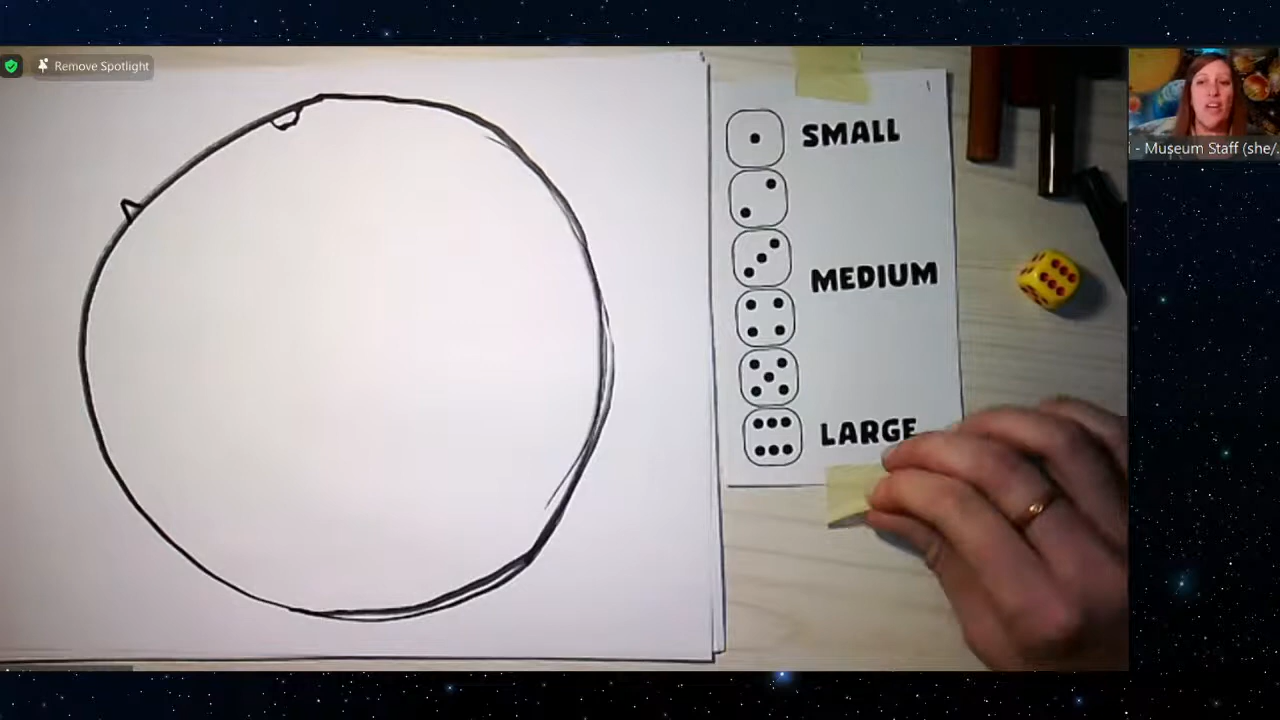 Remove Spotlight
SMALL
MEDIUM
LARGE
i - Museum Staff (she/.